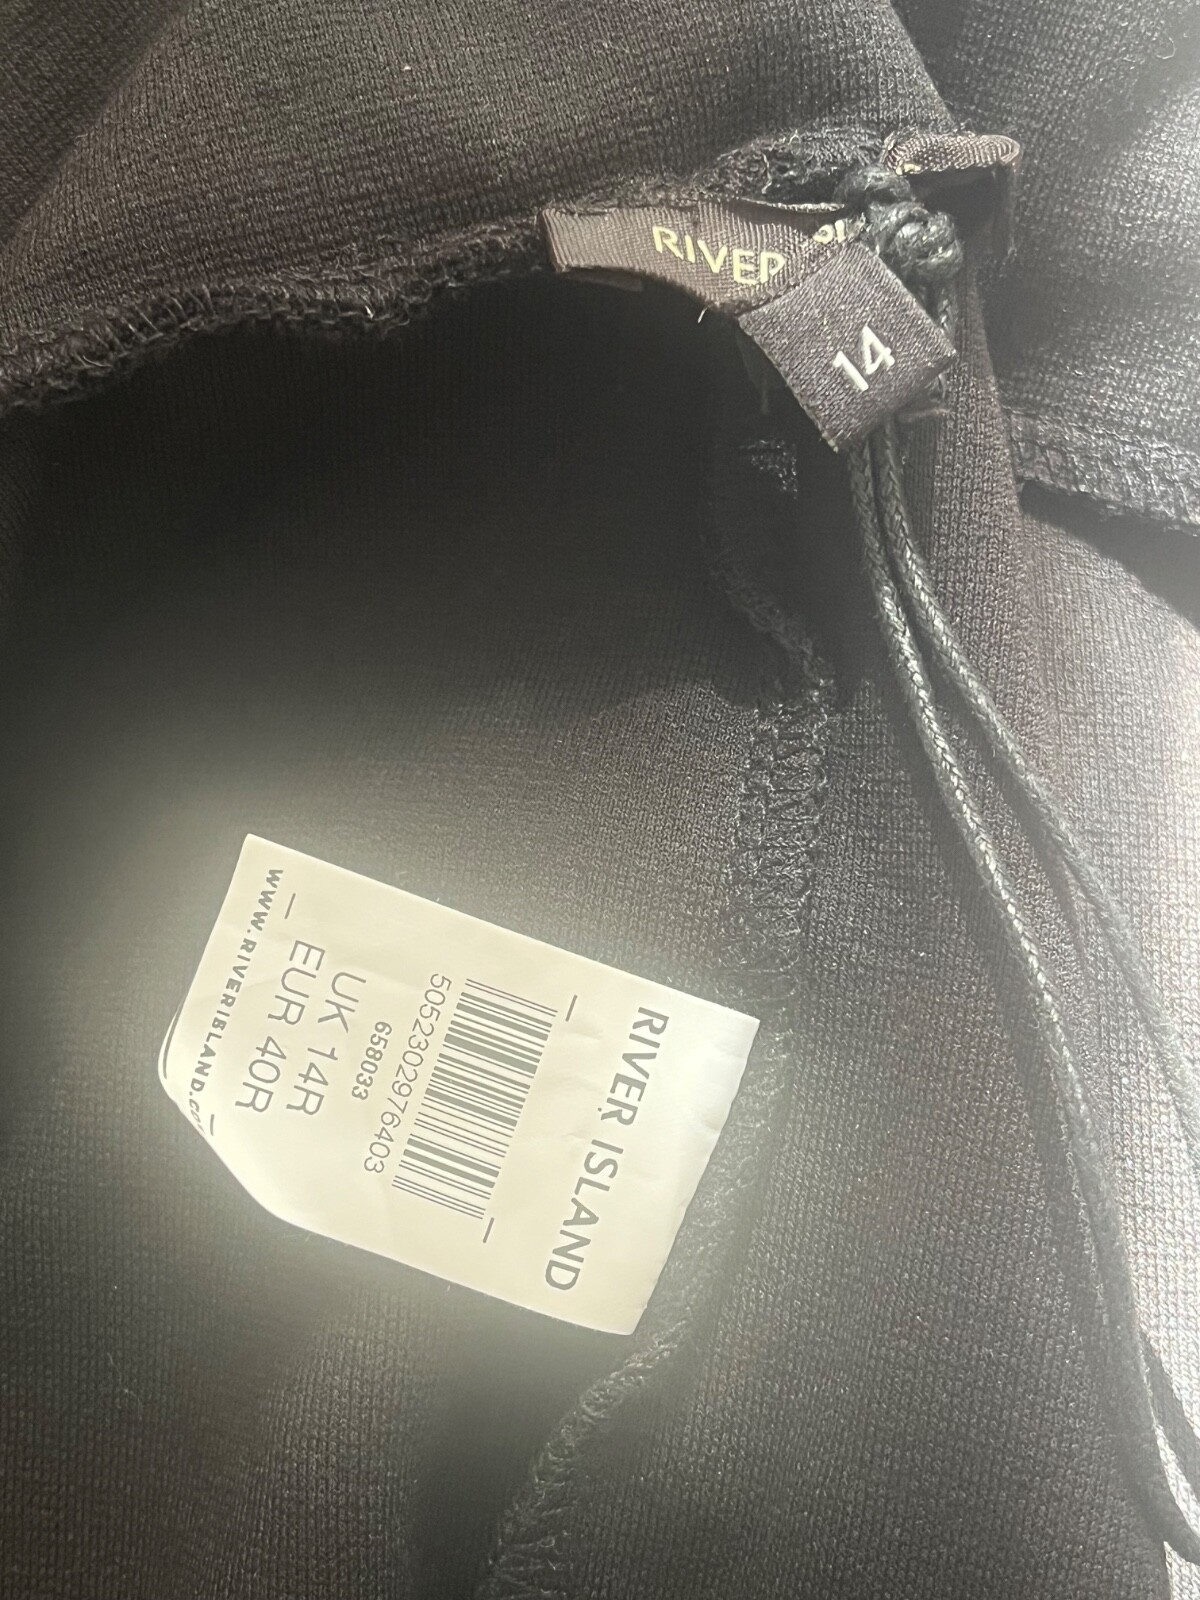 RIVER
14
RIVER ISLAND
5052302976403
658033
UK 14R
EUR 40R